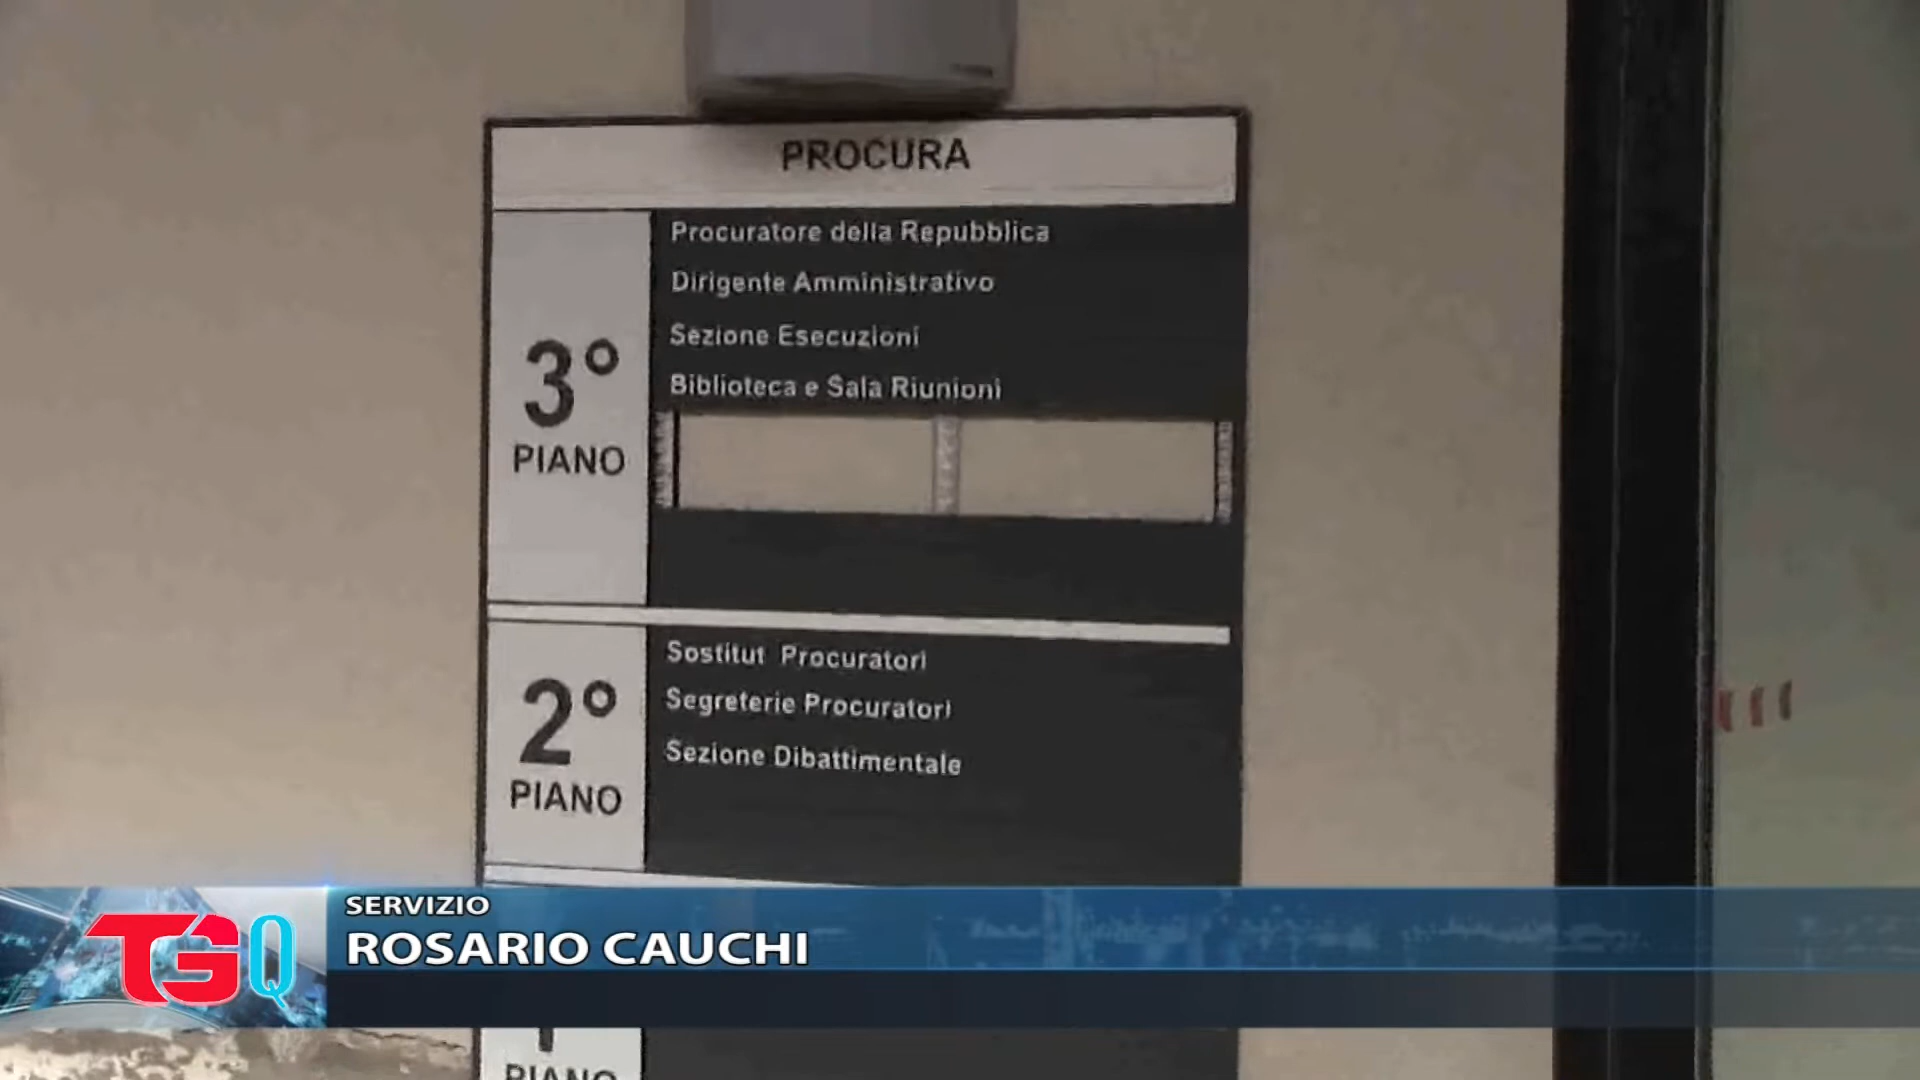 PROCURA
3°
PIANO
Procuratore della Repubblica
Dirigente Amministrativo
Sezione Esecuzioni
Biblioteca e Sala Riunioni
2°
PIANO
Sostitut Procuratori
Segreterie Procuratori
Sezione Dibattimentale
TGQ
SERVIZIO
ROSARIO CAUCHI
PIANO